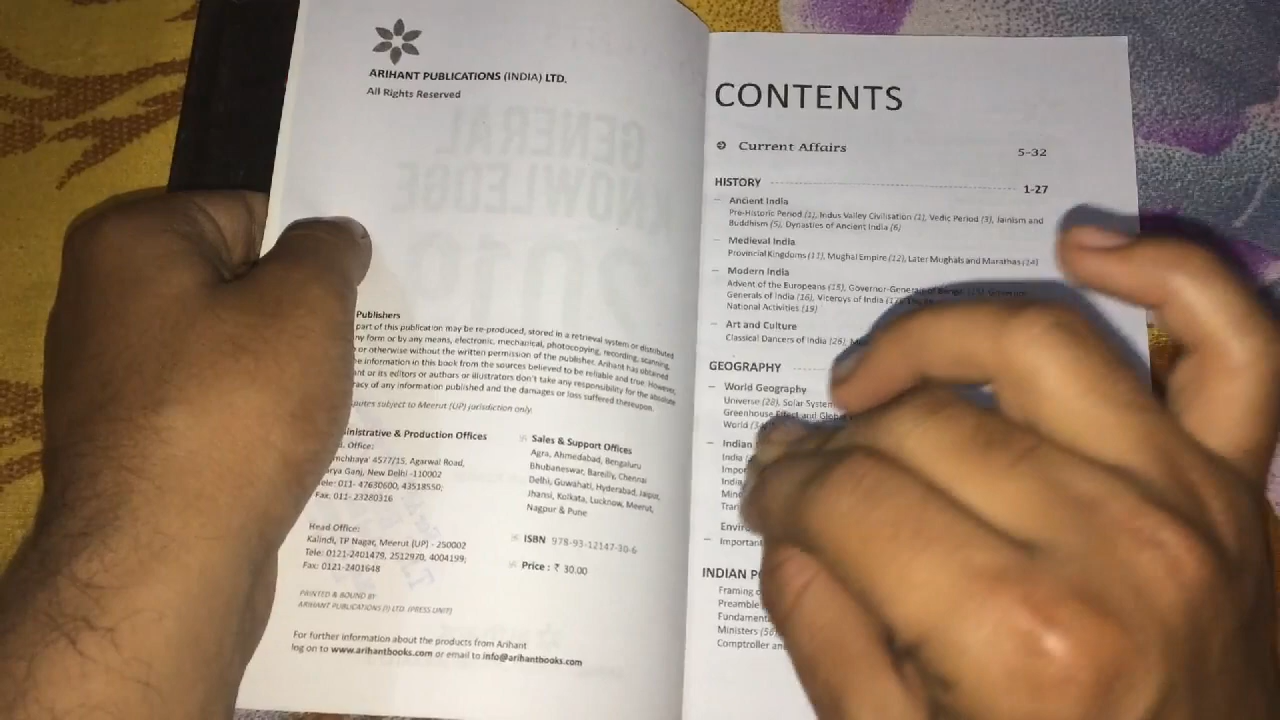 ARIHANT PUBLICATIONS (INDIA) LTD.
All Rights Reserved
GENERAL
KNOWLEDGE
Publishers
part of this publication may be re-produced, stored in a retrieval system or distributed
ny form or by any means, electronic, mechanical, photocopying, recording, scanning,
or otherwise without the written permission of the publisher. Arihant has obtained
e information in this book from the sources believed to be reliable and true. However,
nt or its editors or authors or illustrators don't take any responsibility for the absolute
racy of any information published and the damages or loss suffered thereupon.
putes subject to Meerut (UP) jurisdiction only.
inistrative & Production Offices
. Office:
nchhaya' 4577/15, Agarwal Road,
arya Ganj, New Delhi -110002
ele: 011- 47630600, 43518550;
Fax: 011- 23280316
Head Office:
Kalindi, TP Nagar, Meerut (UP) - 250002
Tele: 0121-2401479, 2512970, 4004199;
Fax: 0121-2401648
Sales & Support Offices
Agra, Ahmedabad, Bengaluru
Bhubaneswar, Bareilly, Chennai
Delhi, Guwahati, Hyderabad, Jaipur,
Jhansi, Kolkata, Lucknow, Meerut,
Nagpur & Pune
ISBN 978-93-12147-30-6
Price : ₹ 30.00
PRINTED & BOUND BY
ARIHANT PUBLICATIONS (I) LTD. (PRESS UNIT)
For further information about the products from Arihant
log on to www.arihantbooks.com or email to info@arihantbooks.com
CONTENTS
Current Affairs 5-32
HISTORY 1-27
Ancient India
Pre-Historic Period (1), Indus Valley Civilisation (1), Vedic Period (3), Jainism and
Buddhism (5), Dynasties of Ancient India (6)
Medieval India
Provincial Kingdoms (11), Mughal Empire (12), Later Mughals and Marathas (14)
Modern India
Advent of the Europeans (15), Governor-Generals of Bengal (15), Governor
Generals of India (16), Viceroys of India (17),
National Activities (19)
Art and Culture
Classical Dancers of India (26),
GEOGRAPHY
World Geography
Universe (28), Solar System
Greenhouse Effect and Global
World
Indian
India
Impor
India
Min
Tran
Enviro
Important
INDIAN P
Framing
Preamble
Fundament
Ministers (56)
Comptroller an